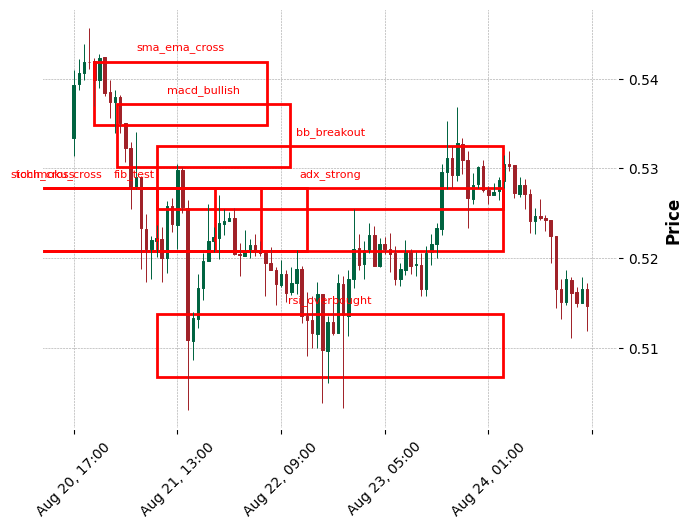 sma_ema_cross
macd_bullish
bb_breakout
fib_test
adx_strong
rsi_overbought
0.54
0.53
0.52
0.51
Price
Aug 20, 17:00
Aug 21, 13:00
Aug 22, 09:00
Aug 23, 05:00
Aug 24, 01:00